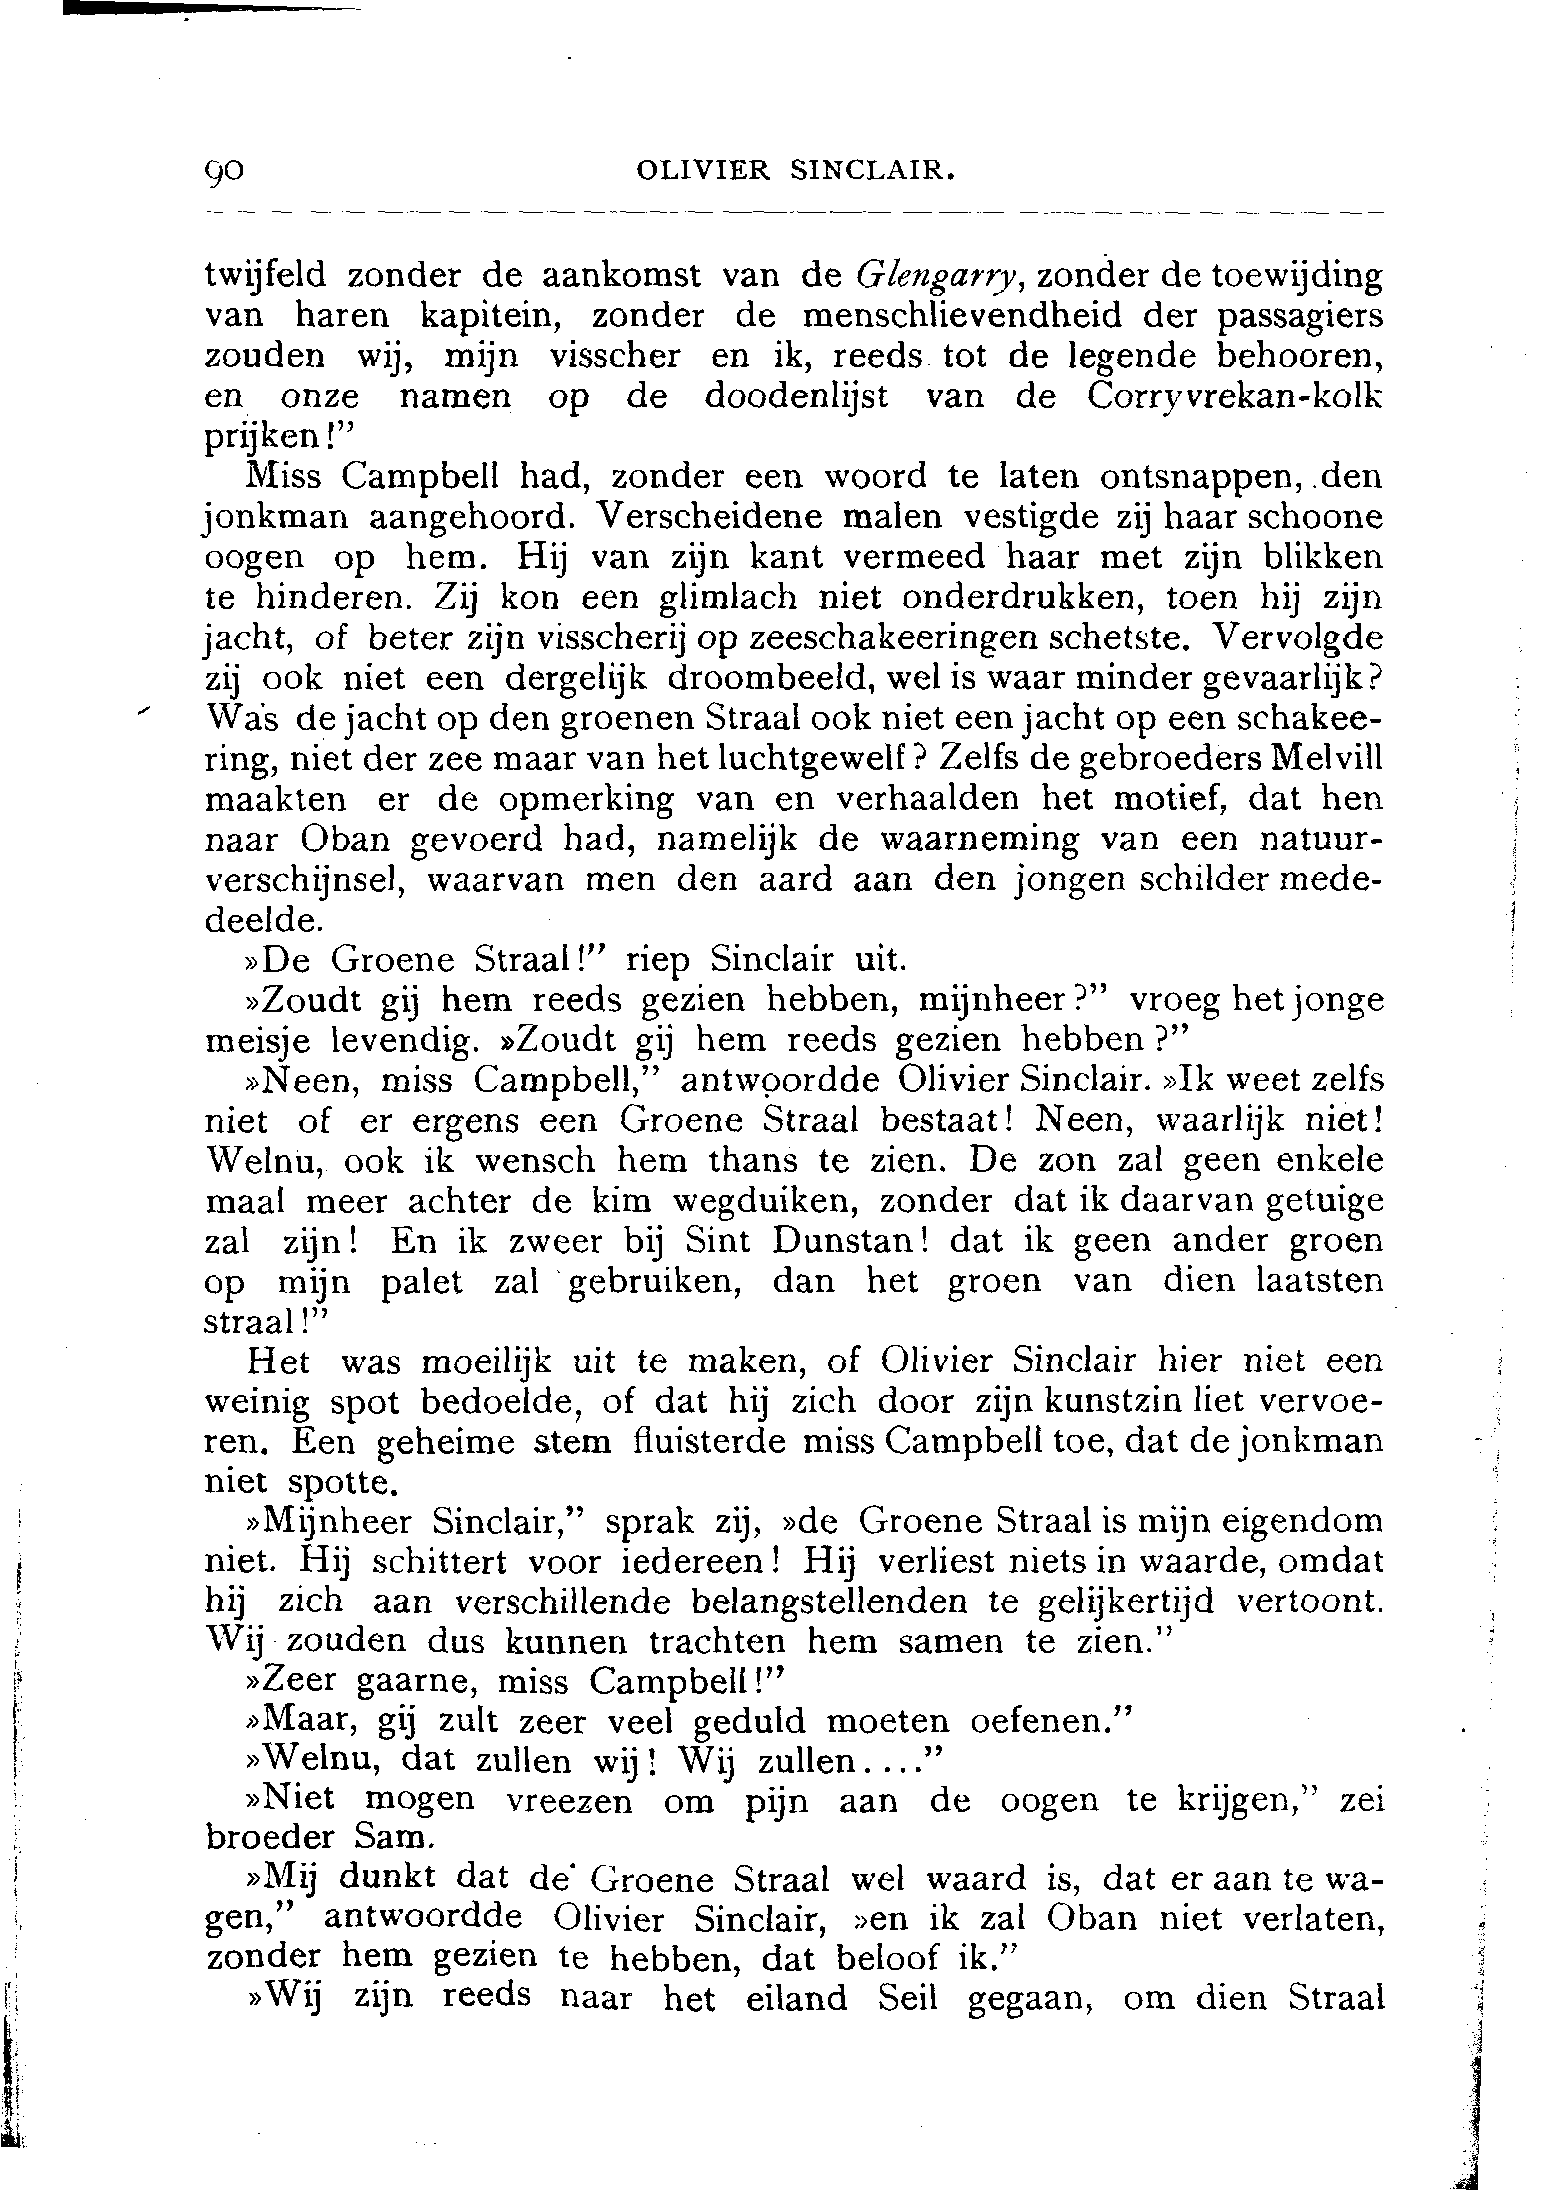 90 OLIVIER SINCLAIR.
twijfeld zonder de aankomst van de Glengarry, zonder de toewijding
van haren kapitein, zonder de menschlievendheid der passagiers
zouden wij, mijn visscher en ik, reeds tot de legende behooren,
en onze namen op de doodenlijst van de Corryvrekan-kolk
prijken!”
Miss Campbell had, zonder een woord te laten ontsnappen, den
jonkman aangehoord. Verscheidene malen vestigde zij haar schoone
oogen op hem. Hij van zijn kant vermeed haar met zijn blikken
te hinderen. Zij kon een glimlach niet onderdrukken, toen hij zijn
jacht, of beter zijn visscherij op zeeschakeeringen schetste. Vervolgde
zij ook niet een dergelijk droombeeld, wel is waar minder gevaarlijk?
Was de jacht op den groenen Straal ook niet een jacht op een schakee-
ring, niet der zee maar van het luchtgewelf? Zelfs de gebroeders Melvill
maakten er de opmerking van en verhaalden het motief, dat hen
naar Oban gevoerd had, namelijk de waarneming van een natuur-
verschijnsel, waarvan men den aard aan den jongen schilder mede-
deelde.
»De Groene Straal!” riep Sinclair uit.
»Zoudt gij hem reeds gezien hebben, mijnheer?” vroeg het jonge
meisje levendig. »Zoudt gij hem reeds gezien hebben?”
»Neen, miss Campbell,” antwoordde Olivier Sinclair. »Ik weet zelfs
niet of er ergens een Groene Straal bestaat! Neen, waarlijk niet!
Welnu, ook ik wensch hem thans te zien. De zon zal geen enkele
maal meer achter de kim wegduiken, zonder dat ik daarvan getuige
zal zijn! En ik zweer bij Sint Dunstan! dat ik geen ander groen
op mijn palet zal gebruiken, dan het groen van dien laatsten
straal!”
Het was moeilijk uit te maken, of Olivier Sinclair hier niet een
weinig spot bedoelde, of dat hij zich door zijn kunstzin liet vervoe-
ren. Een geheime stem fluisterde miss Campbell toe, dat de jonkman
niet spotte.
»Mijnheer Sinclair,” sprak zij, »de Groene Straal is mijn eigendom
niet. Hij schittert voor iedereen! Hij verliest niets in waarde, omdat
hij zich aan verschillende belangstellenden te gelijkertijd vertoont.
Wij zouden dus kunnen trachten hem samen te zien.”
»Zeer gaarne, miss Campbell!”
»Maar, gij zult zeer veel geduld moeten oefenen.”
»Welnu, dat zullen wij! Wij zullen....”
»Niet mogen vreezen om pijn aan de oogen te krijgen,” zei
broeder Sam.
»Mij dunkt dat de Groene Straal wel waard is, dat er aan te wa-
gen,” antwoordde Olivier Sinclair, »en ik zal Oban niet verlaten,
zonder hem gezien te hebben, dat beloof ik.”
»Wij zijn reeds naar het eiland Seil gegaan, om dien Straal